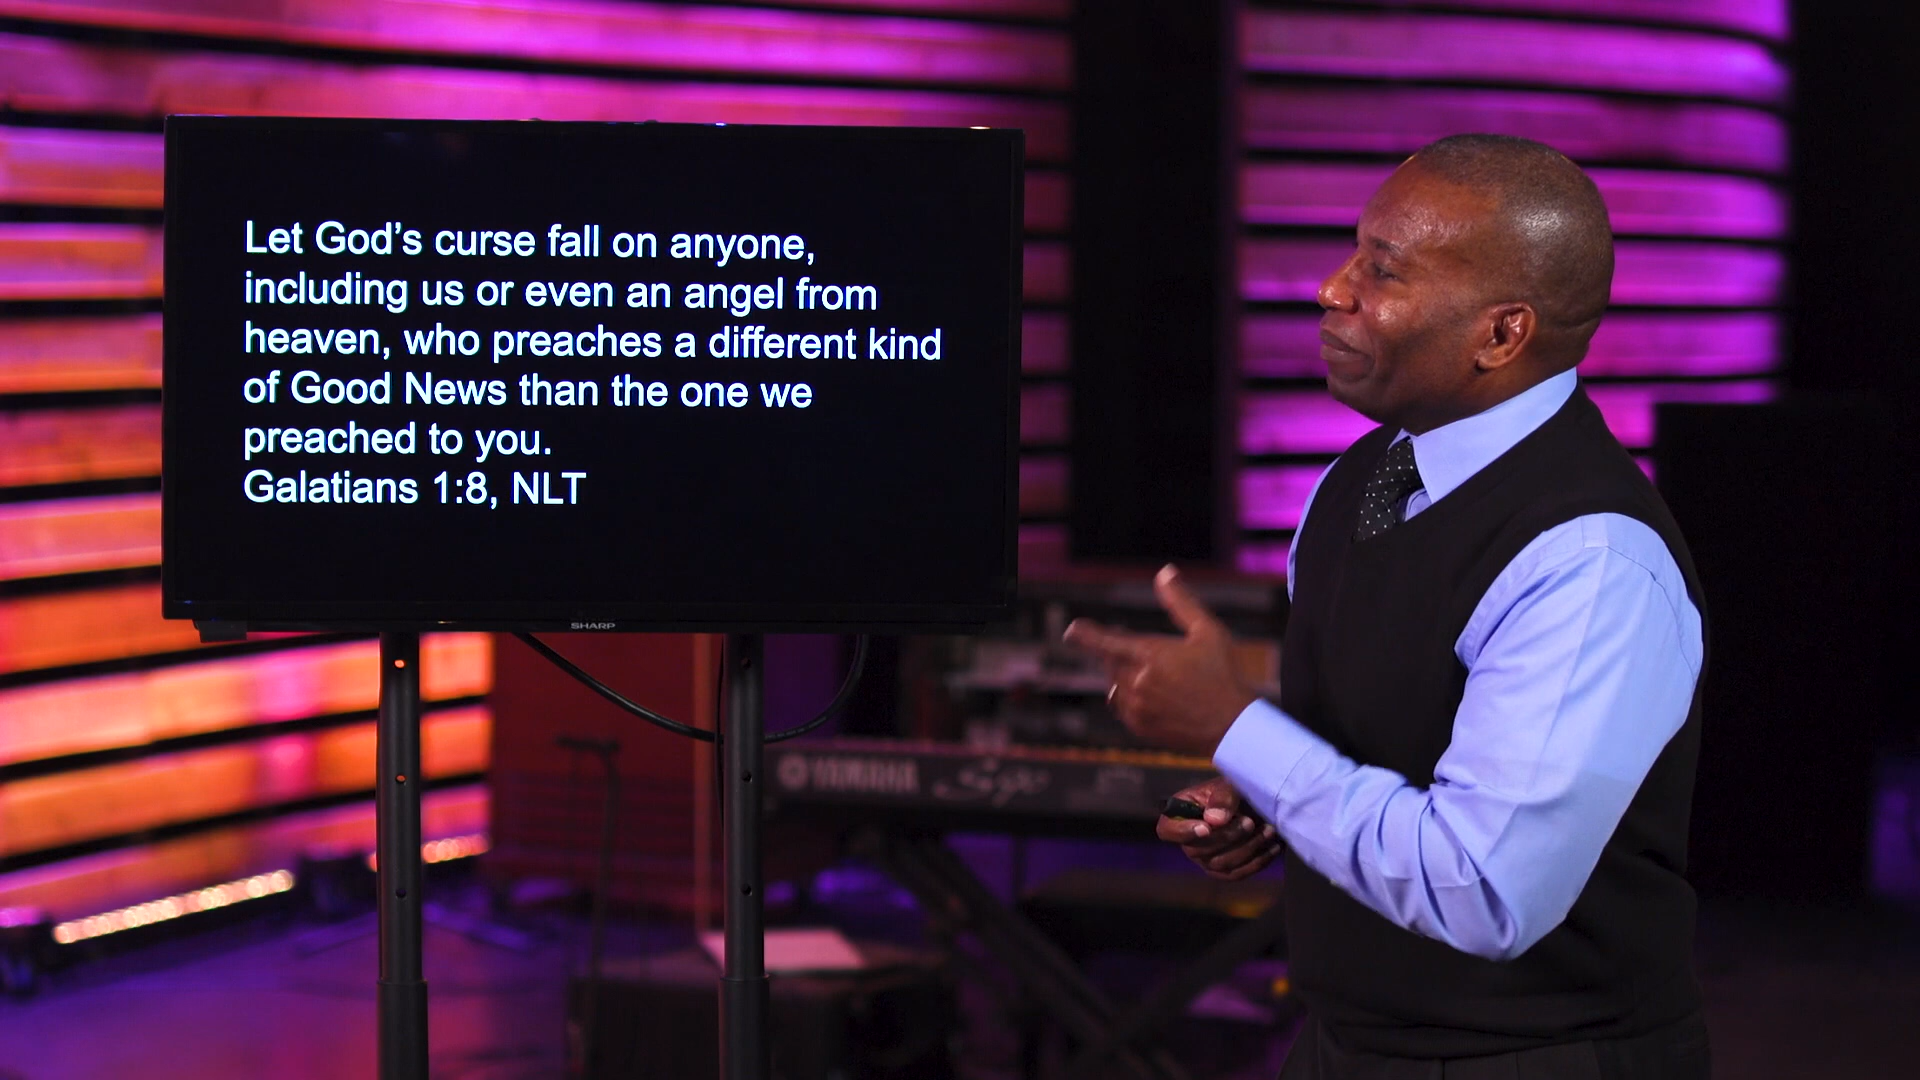 Let God’s curse fall on anyone,
including us or even an angel from
heaven, who preaches a different kind
of Good News than the one we
preached to you.
Galatians 1:8, NLT
SHARP
YAMAHA